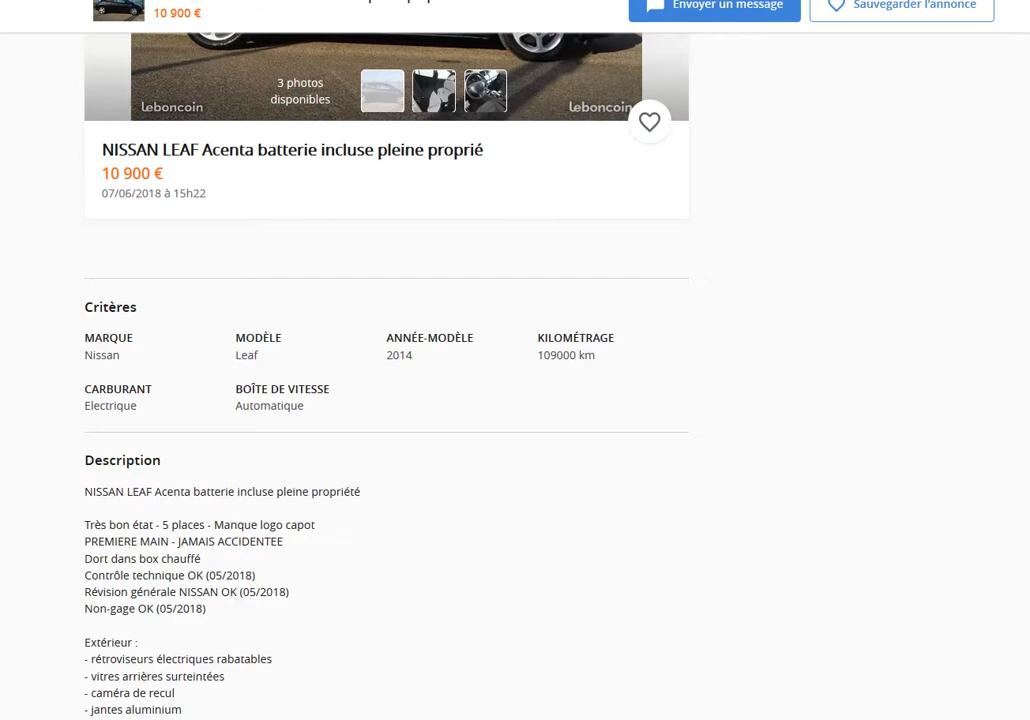 10 900 €
Envoyer un message
Sauvegarder l'annonce
3 photos
disponibles
leboncoin
leboncoin
NISSAN LEAF Acenta batterie incluse pleine proprié
10 900 €
07/06/2018 à 15h22
Critères
MARQUE
Nissan
MODÈLE
Leaf
ANNÉE-MODÈLE
2014
KILOMÉTRAGE
109000 km
CARBURANT
Electrique
BOÎTE DE VITESSE
Automatique
Description
NISSAN LEAF Acenta batterie incluse pleine propriété
Très bon état - 5 places - Manque logo capot
PREMIERE MAIN - JAMAIS ACCIDENTEE
Dort dans box chauffé
Contrôle technique OK (05/2018)
Révision générale NISSAN OK (05/2018)
Non-gage OK (05/2018)
Extérieur :
- rétroviseurs électriques rabatables
- vitres arrières surteintées
- caméra de recul
- jantes aluminium